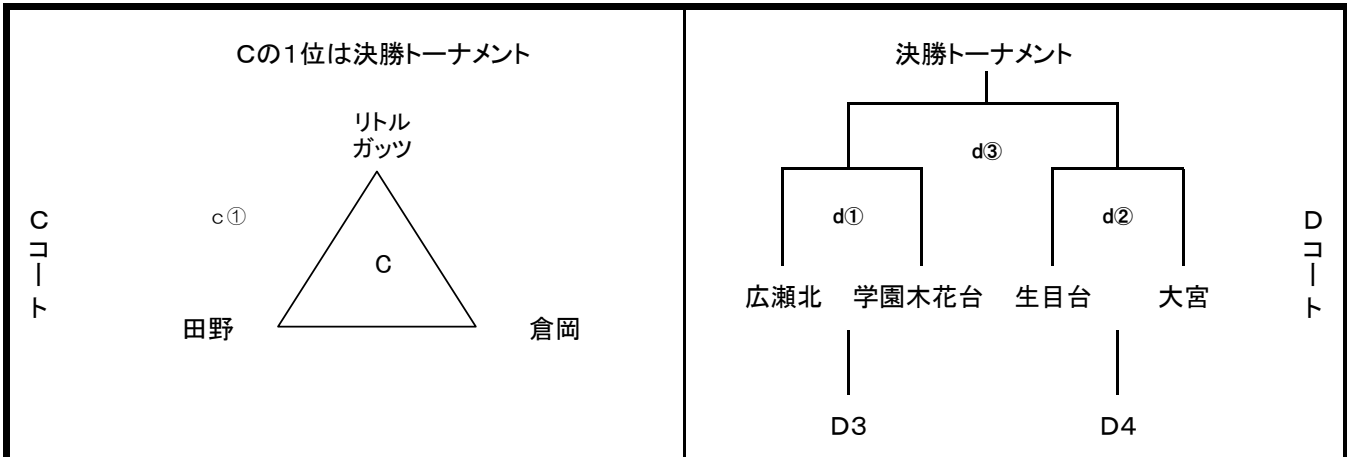 Cの1位は決勝トーナメント
リトル
ガッツ
c①
C
田野
倉岡
Cコート
決勝トーナメント
d③
d①
d②
広瀬北
学園木花台
生目台
大宮
D3
D4
Dコート